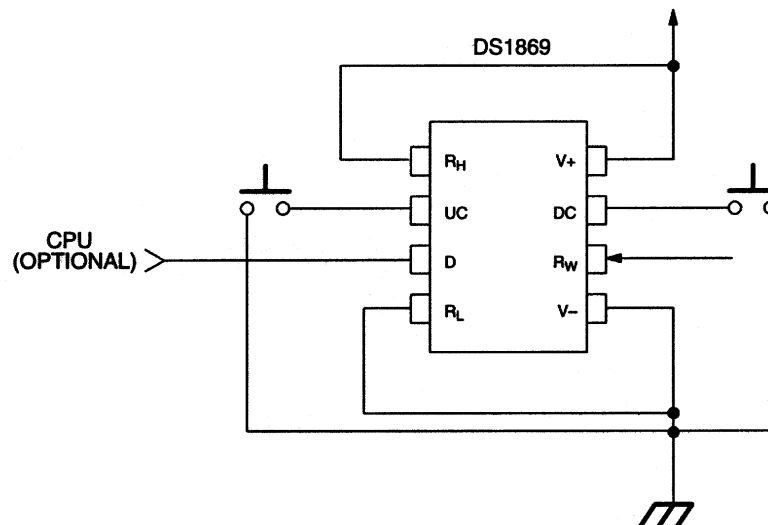 DS1869
R_H V+
UC DC
CPU
(OPTIONAL)
D R_W
R_L V–